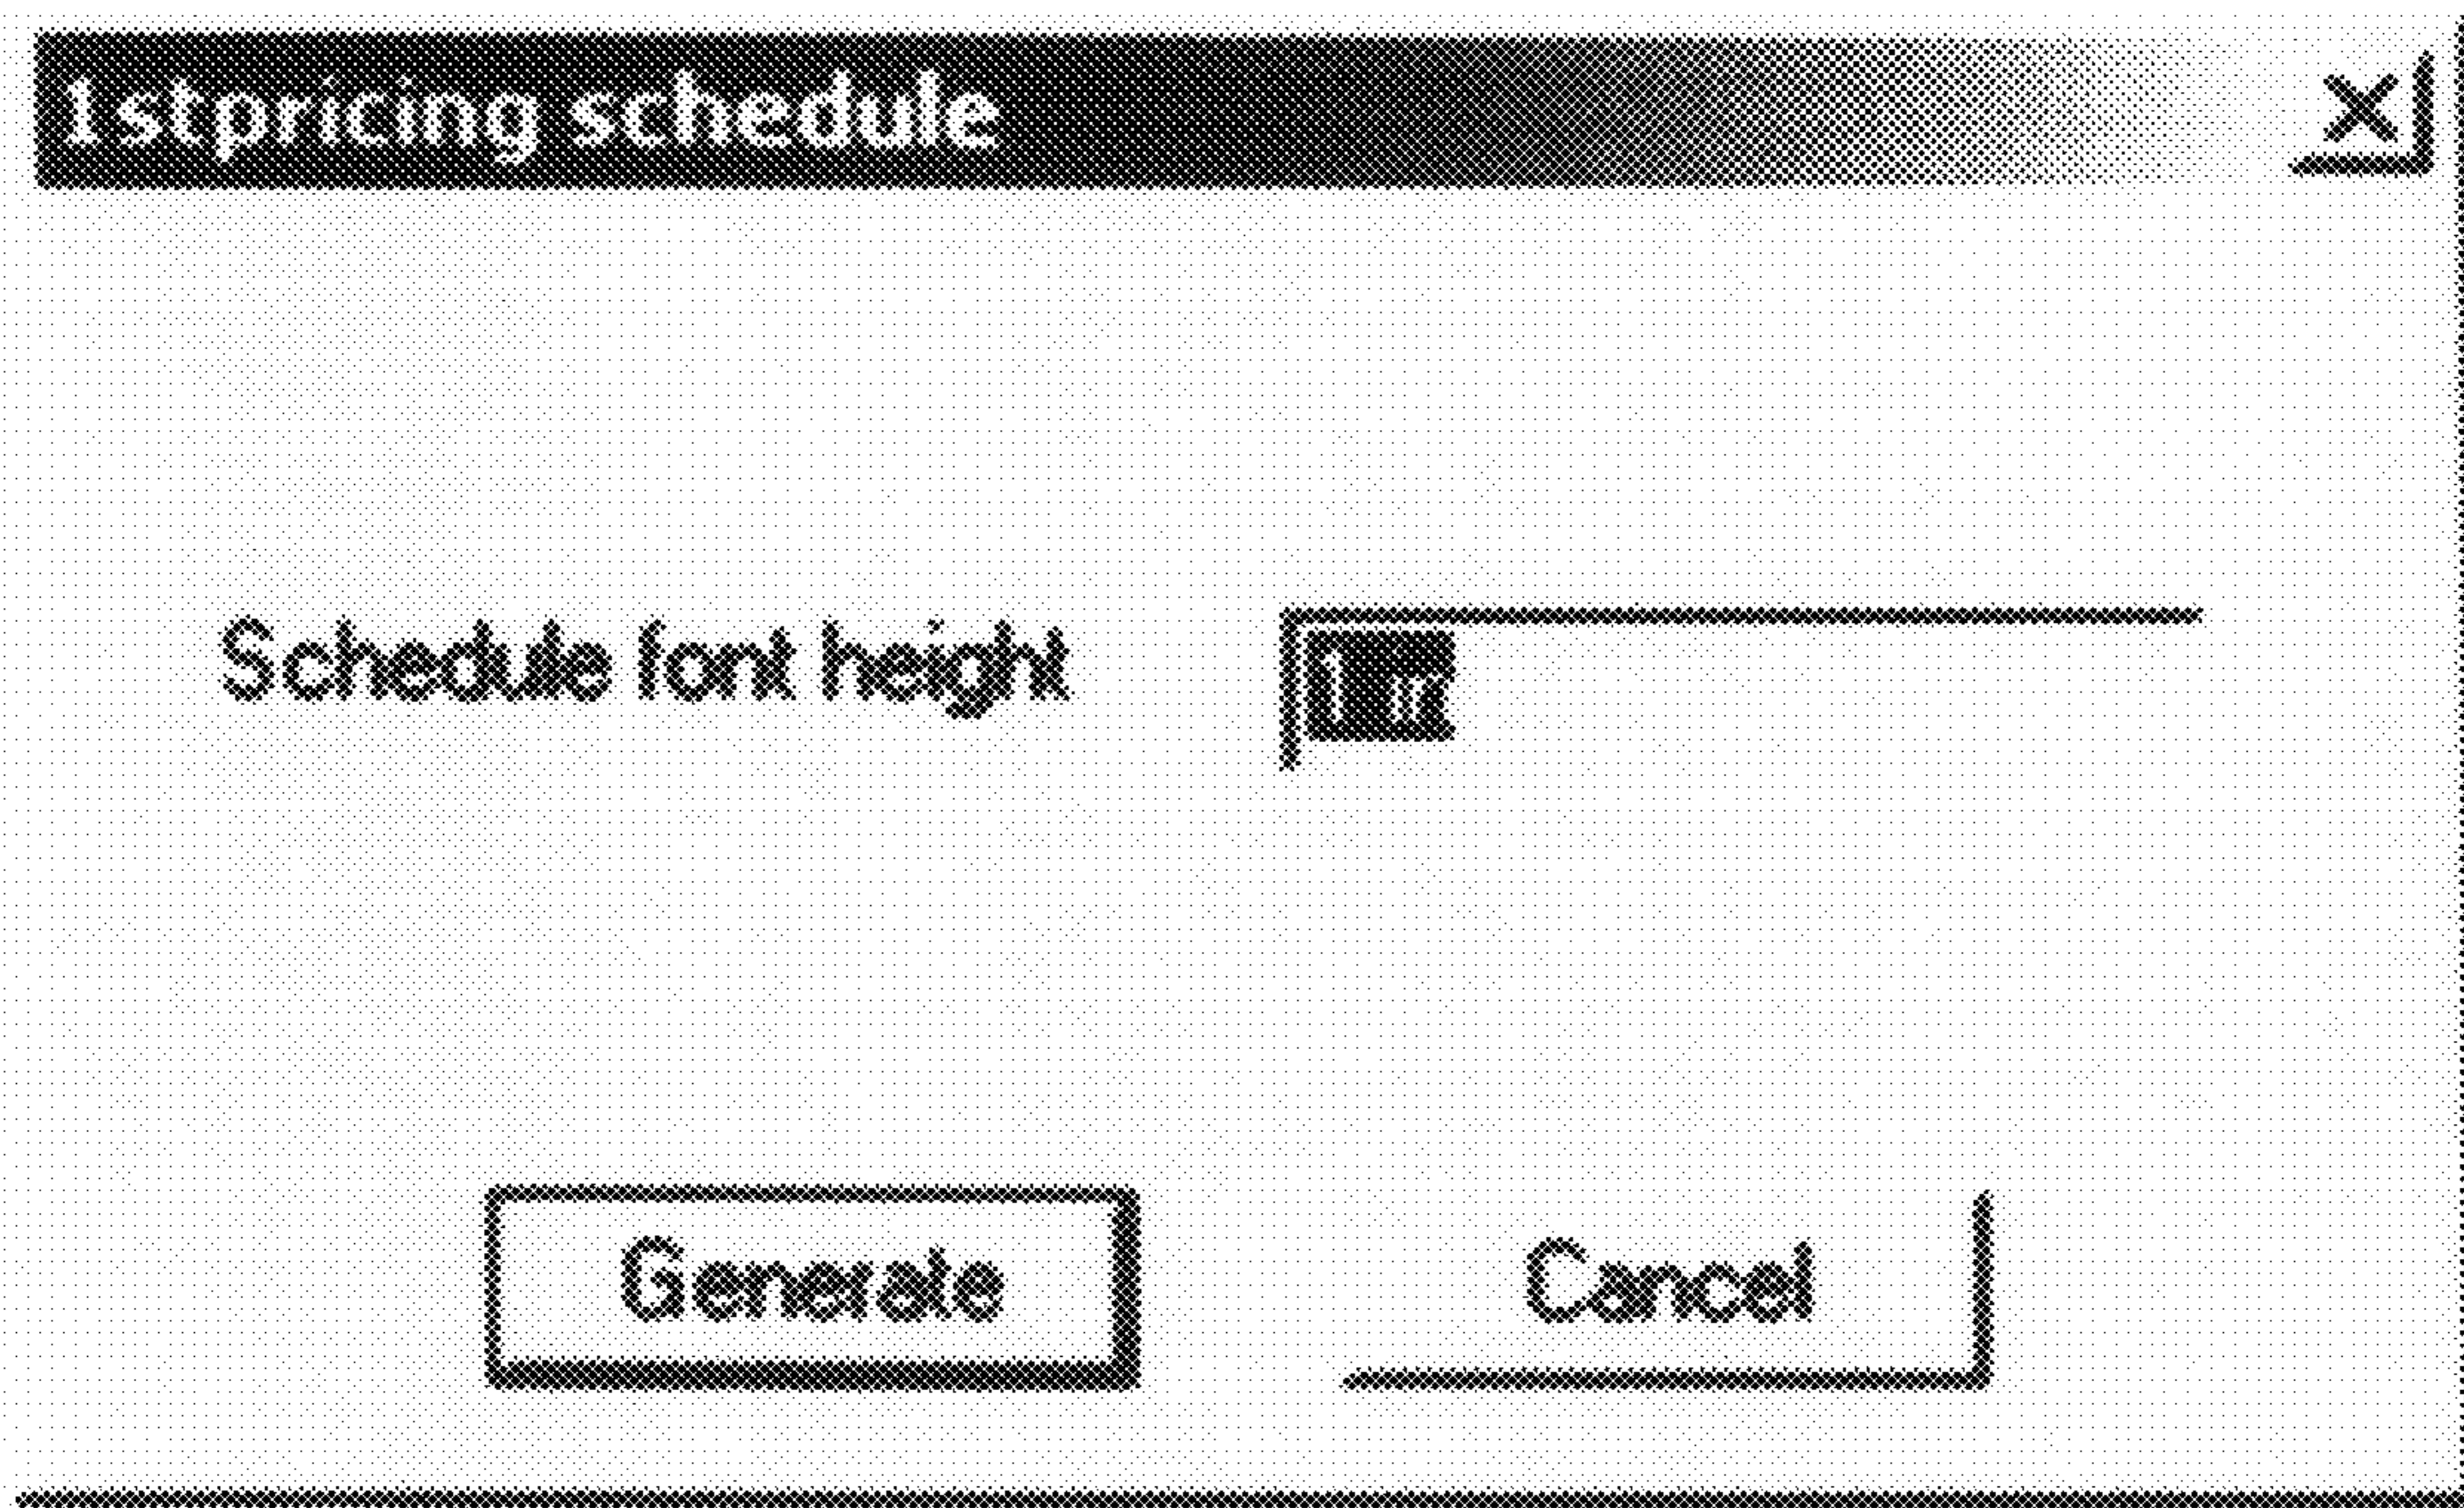 1stpricing schedule
Schedule font height
Generate
Cancel